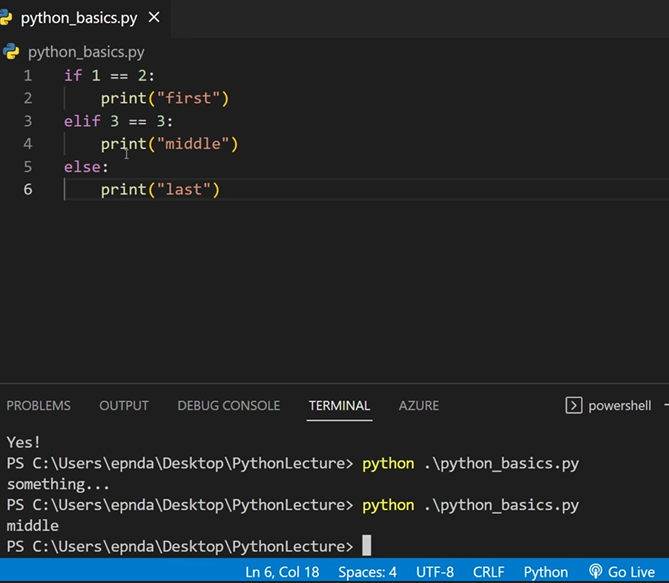 python_basics.py ×
python_basics.py
1 if 1 == 2:
2     print("first")
3 elif 3 == 3:
4     print("middle")
5 else:
6     print("last")
PROBLEMS OUTPUT DEBUG CONSOLE TERMINAL AZURE powershell
Yes!
PS C:\Users\epnda\Desktop\PythonLecture> python .\python_basics.py
something...
PS C:\Users\epnda\Desktop\PythonLecture> python .\python_basics.py
middle
PS C:\Users\epnda\Desktop\PythonLecture>
Ln 6, Col 18 Spaces: 4 UTF-8 CRLF Python Go Live